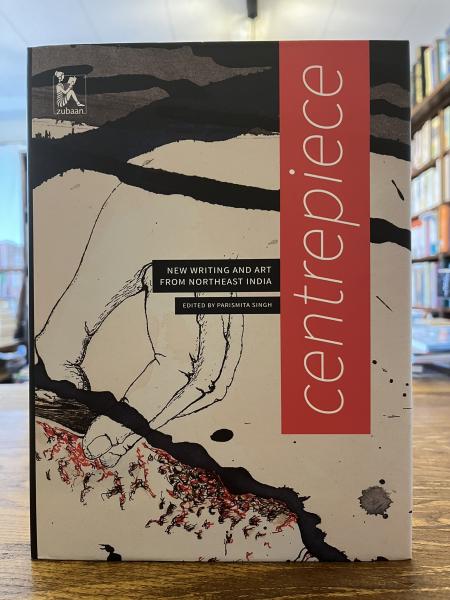 zubaan
centrepiece
NEW WRITING AND ART
FROM NORTHEAST INDIA
EDITED BY PARISMITA SINGH